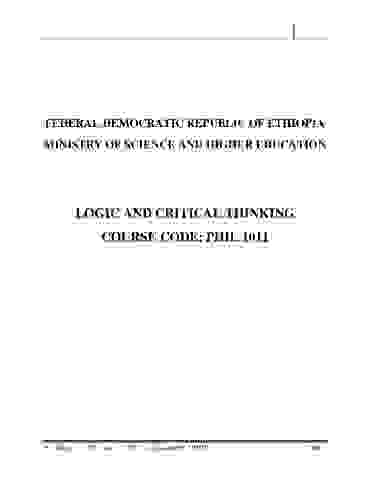 FEDERAL DEMOCRATIC REPUBLIC OF ETHIOPIA
MINISTRY OF SCIENCE AND HIGHER EDUCATION
LOGIC AND CRITICAL THINKING
COURSE CODE: PHIL 1011